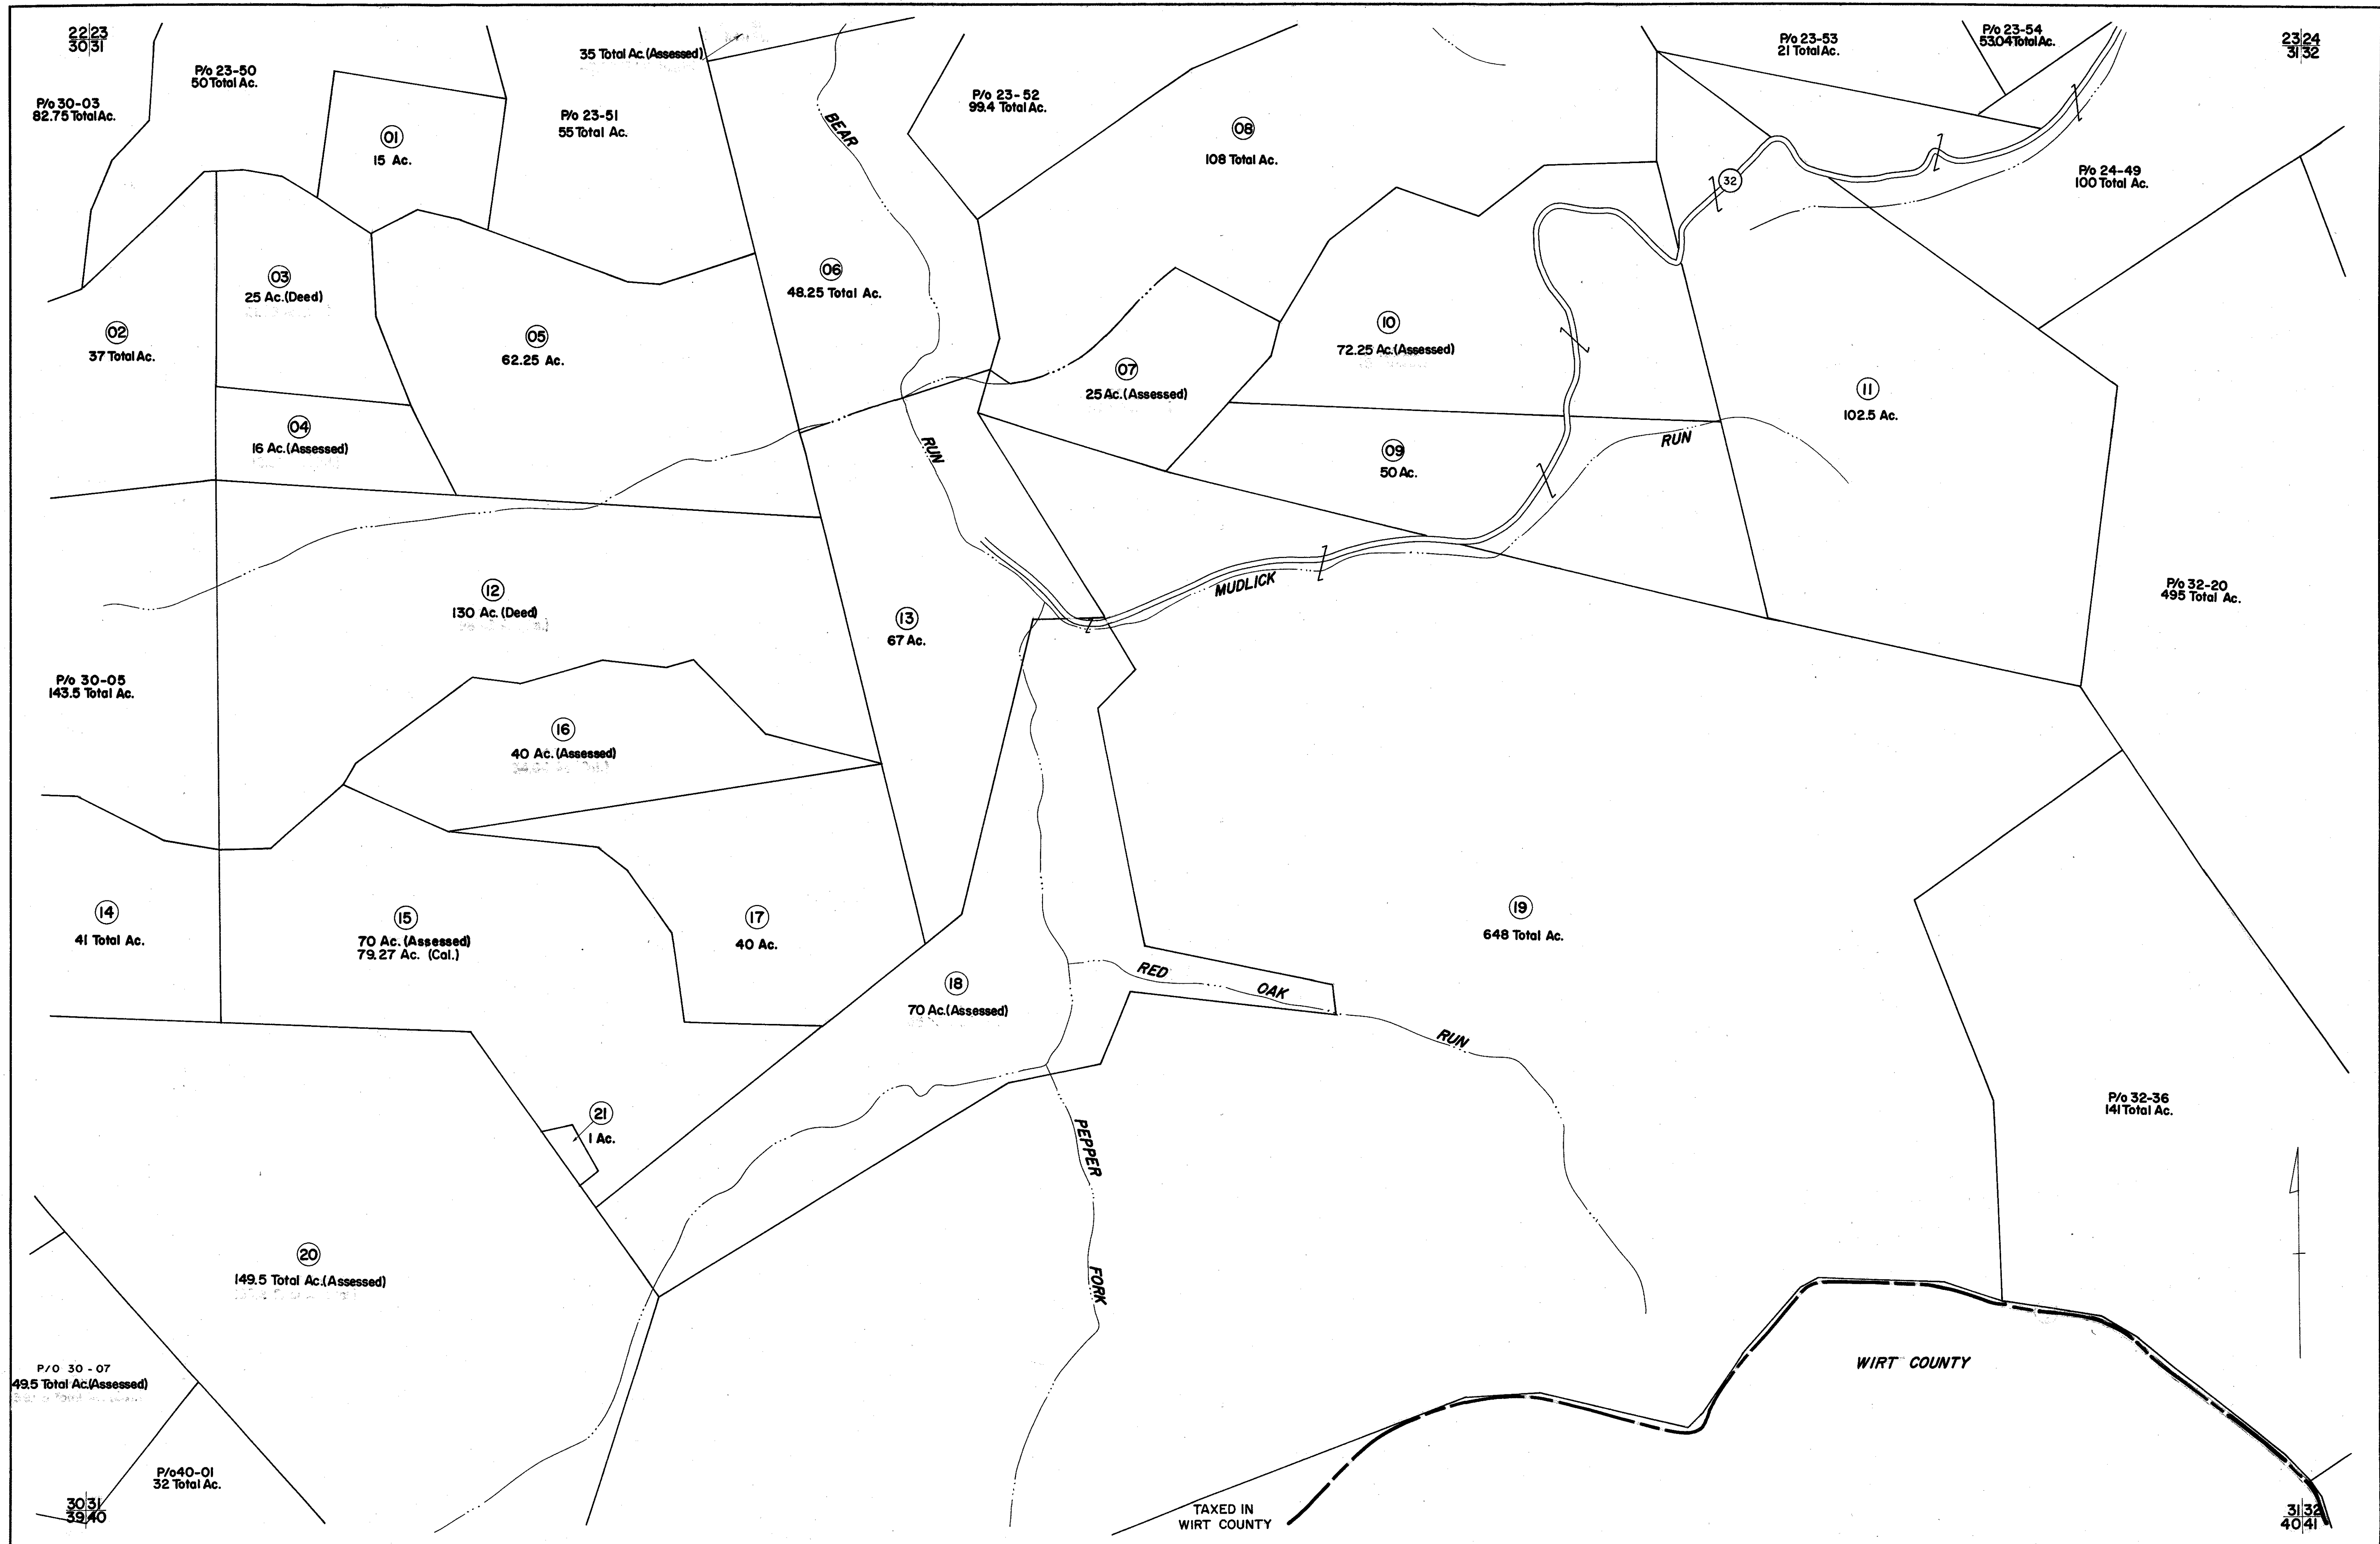 22 23
30 31
P/o 23-50
50 Total Ac.
P/o 30-03
82.75 Total Ac.
01
15 Ac.
35 Total Ac. (Assessed)
P/o 23-51
55 Total Ac.
BEAR
P/o 23-52
99.4 Total Ac.
08
108 Total Ac.
P/o 23-53
21 Total Ac.
P/o 23-54
53.04 Total Ac.
23 24
31 32
32
P/o 24-49
100 Total Ac.
02
37 Total Ac.
03
25 Ac. (Deed)
04
16 Ac. (Assessed)
05
62.25 Ac.
06
48.25 Total Ac.
RUN
07
25 Ac. (Assessed)
10
72.25 Ac. (Assessed)
09
50 Ac.
RUN
11
102.5 Ac.
12
130 Ac. (Deed)
13
67 Ac.
MUDLICK
P/o 32-20
495 Total Ac.
P/o 30-05
143.5 Total Ac.
16
40 Ac. (Assessed)
14
41 Total Ac.
15
70 Ac. (Assessed)
79.27 Ac. (Cal.)
17
40 Ac.
18
70 Ac. (Assessed)
RED
OAK
RUN
19
648 Total Ac.
21
1 Ac.
PEPPER
FORK
P/o 32-36
141 Total Ac.
20
149.5 Total Ac. (Assessed)
P/O 30-07
49.5 Total Ac. (Assessed)
P/o 40-01
32 Total Ac.
WIRT COUNTY
TAXED IN
WIRT COUNTY
30 31
39 40
31 32
40 41